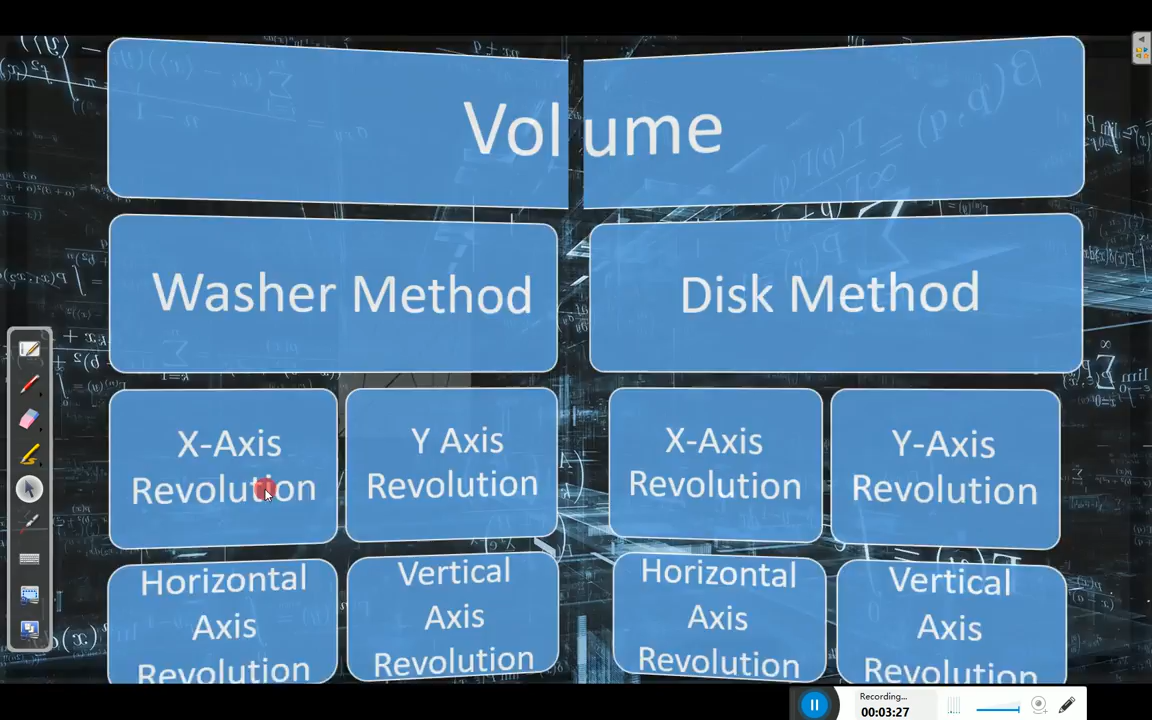 Volume
Washer Method
Disk Method
X-Axis
Revolution
Y Axis
Revolution
X-Axis
Revolution
Y-Axis
Revolution
Horizontal
Axis
Revolution
Vertical
Axis
Revolution
Horizontal
Axis
Revolution
Vertical
Axis
Revolution
Recording...
00:03:27